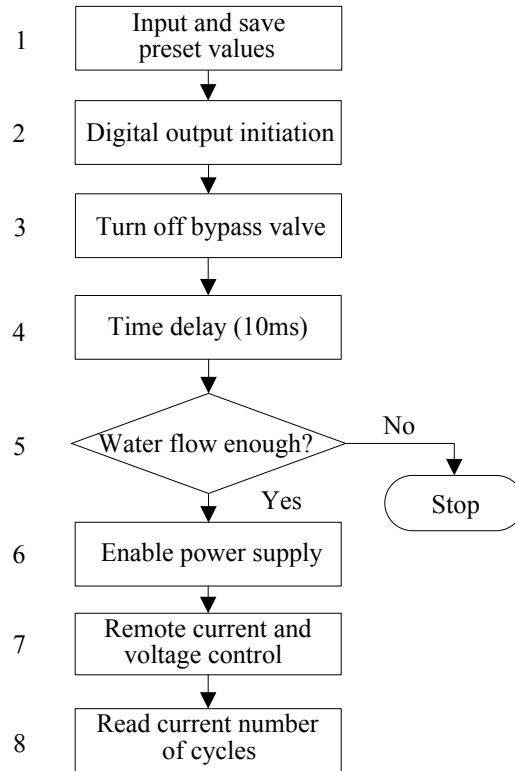 1
Input and save
preset values
2
Digital output initiation
3
Turn off bypass valve
4
Time delay (10ms)
5
Water flow enough?
No
Stop
Yes
6
Enable power supply
7
Remote current and
voltage control
8
Read current number
of cycles